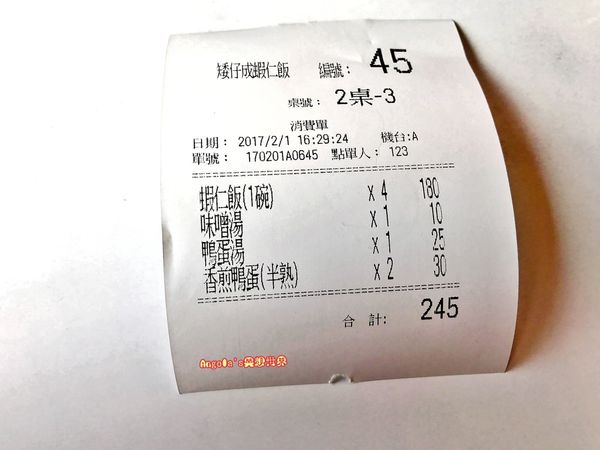 矮仔成蝦仁飯 編號： 45
桌號： 2桌-3
消費單
日期： 2017/2/1 16:29:24 機台:A
單號： 170201A0645 點單人： 123
蝦仁飯(1碗) X 4 180
味噌湯 X 1 10
鴨蛋湯 X 1 25
香煎鴨蛋(半熟) X 2 30
合 計: 245
Angola's